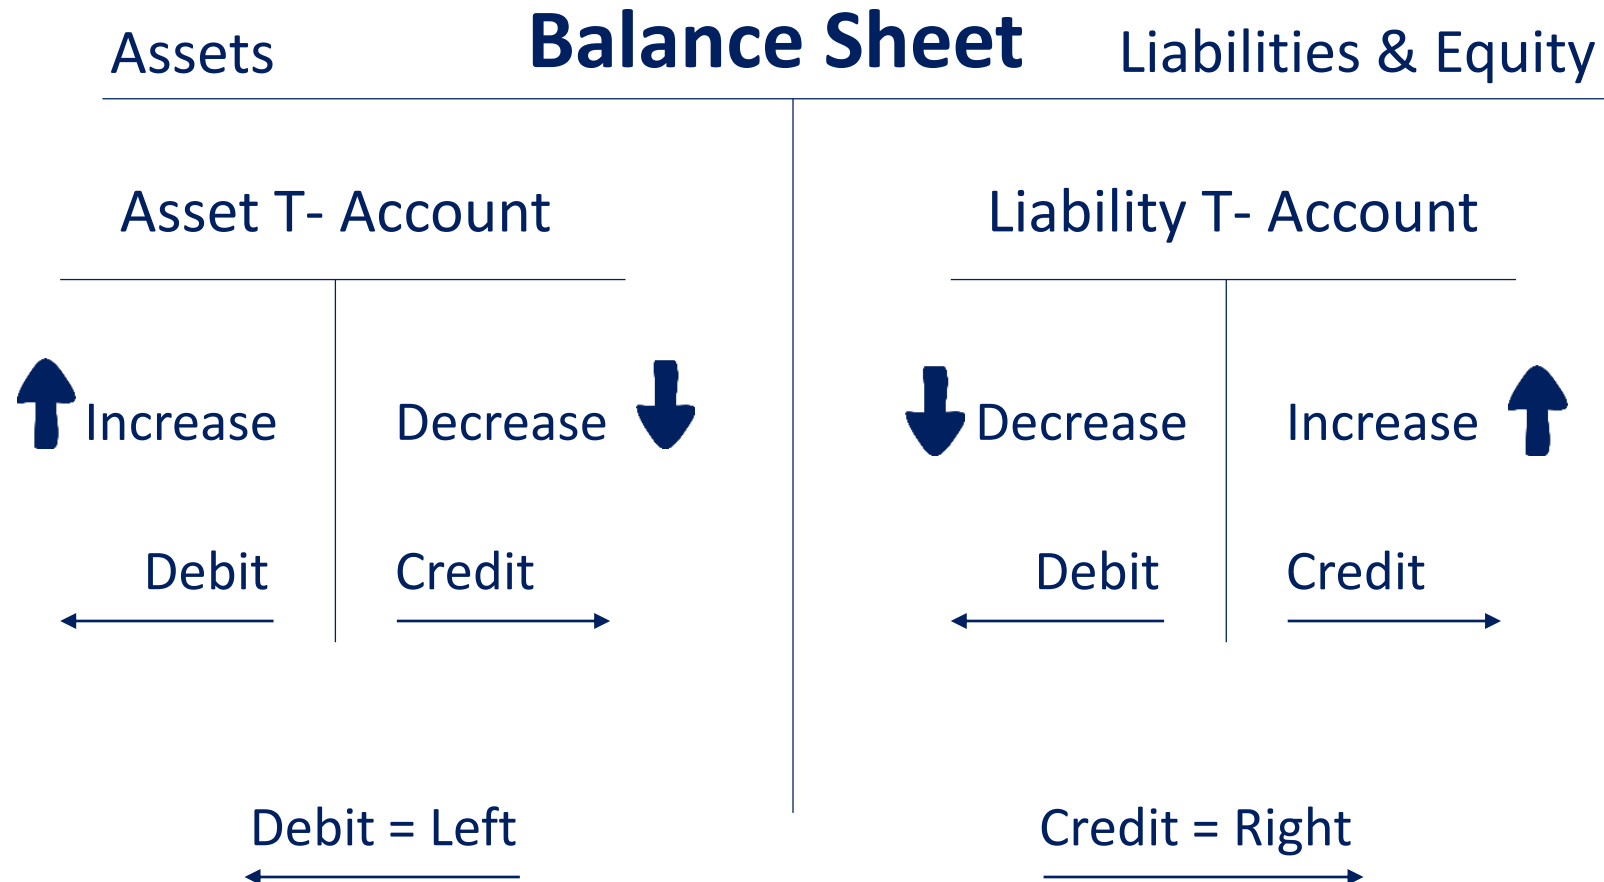 Assets
Balance Sheet
Liabilities & Equity
Asset T- Account
Liability T- Account
Increase
Decrease
Decrease
Increase
Debit
Credit
Debit
Credit
Debit = Left
Credit = Right